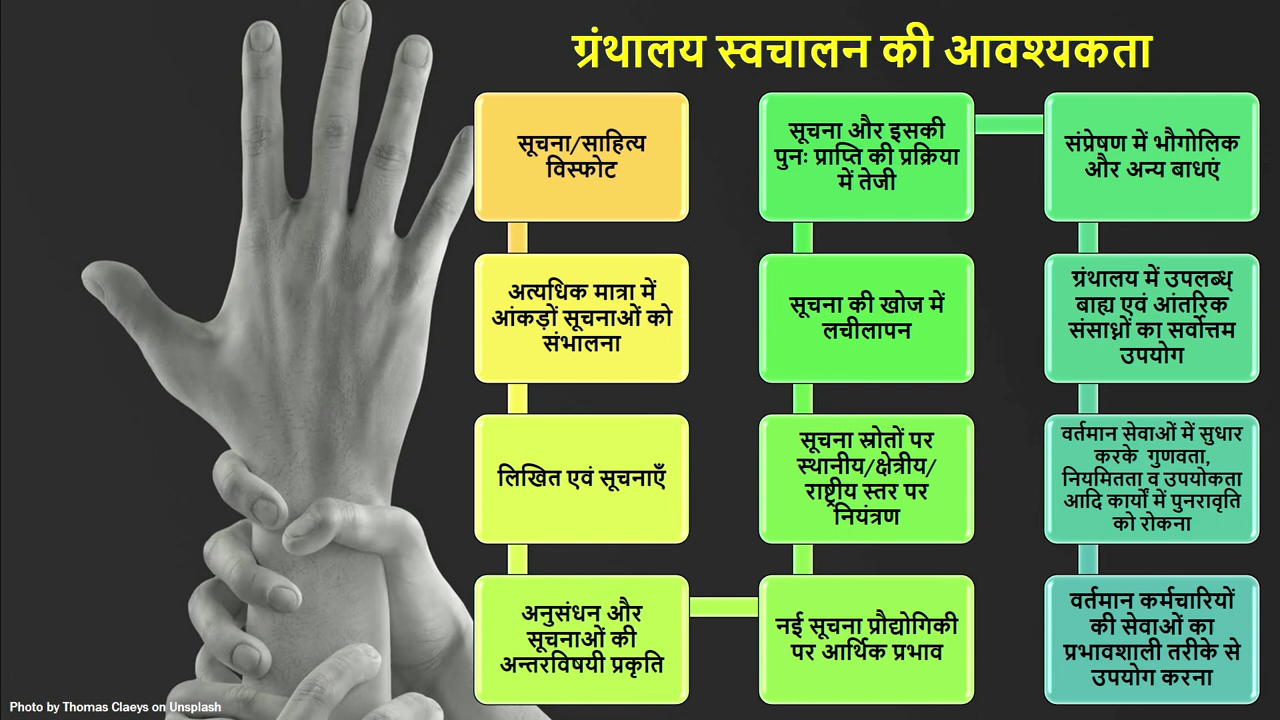 ग्रंथालय स्वचालन की आवश्यकता
सूचना/साहित्य
विस्फोट
अत्यधिक मात्रा में
आंकड़ों सूचनाओं को
संभालना
लिखित एवं सूचनाएँ
अनुसंधन और
सूचनाओं की
अन्तरविषयी प्रकृति
नई सूचना प्रौद्योगिकी
पर आर्थिक प्रभाव
सूचना स्रोतों पर
स्थानीय/क्षेत्रीय/
राष्ट्रीय स्तर पर
नियंत्रण
सूचना की खोज में
लचीलापन
सूचना और इसकी
पुनः प्राप्ति की प्रक्रिया
में तेजी
संप्रेषण में भौगोलिक
और अन्य बाधएं
ग्रंथालय में उपलब्ध्
बाह्य एवं आंतरिक
संसाध्नों का सर्वोत्तम
उपयोग
वर्तमान सेवाओं में सुधार
करके गुणवता,
नियमितता व उपयोकता
आदि कार्यों में पुनरावृति
को रोकना
वर्तमान कर्मचारियों
की सेवाओं का
प्रभावशाली तरीके से
उपयोग करना
Photo by Thomas Claeys on Unsplash